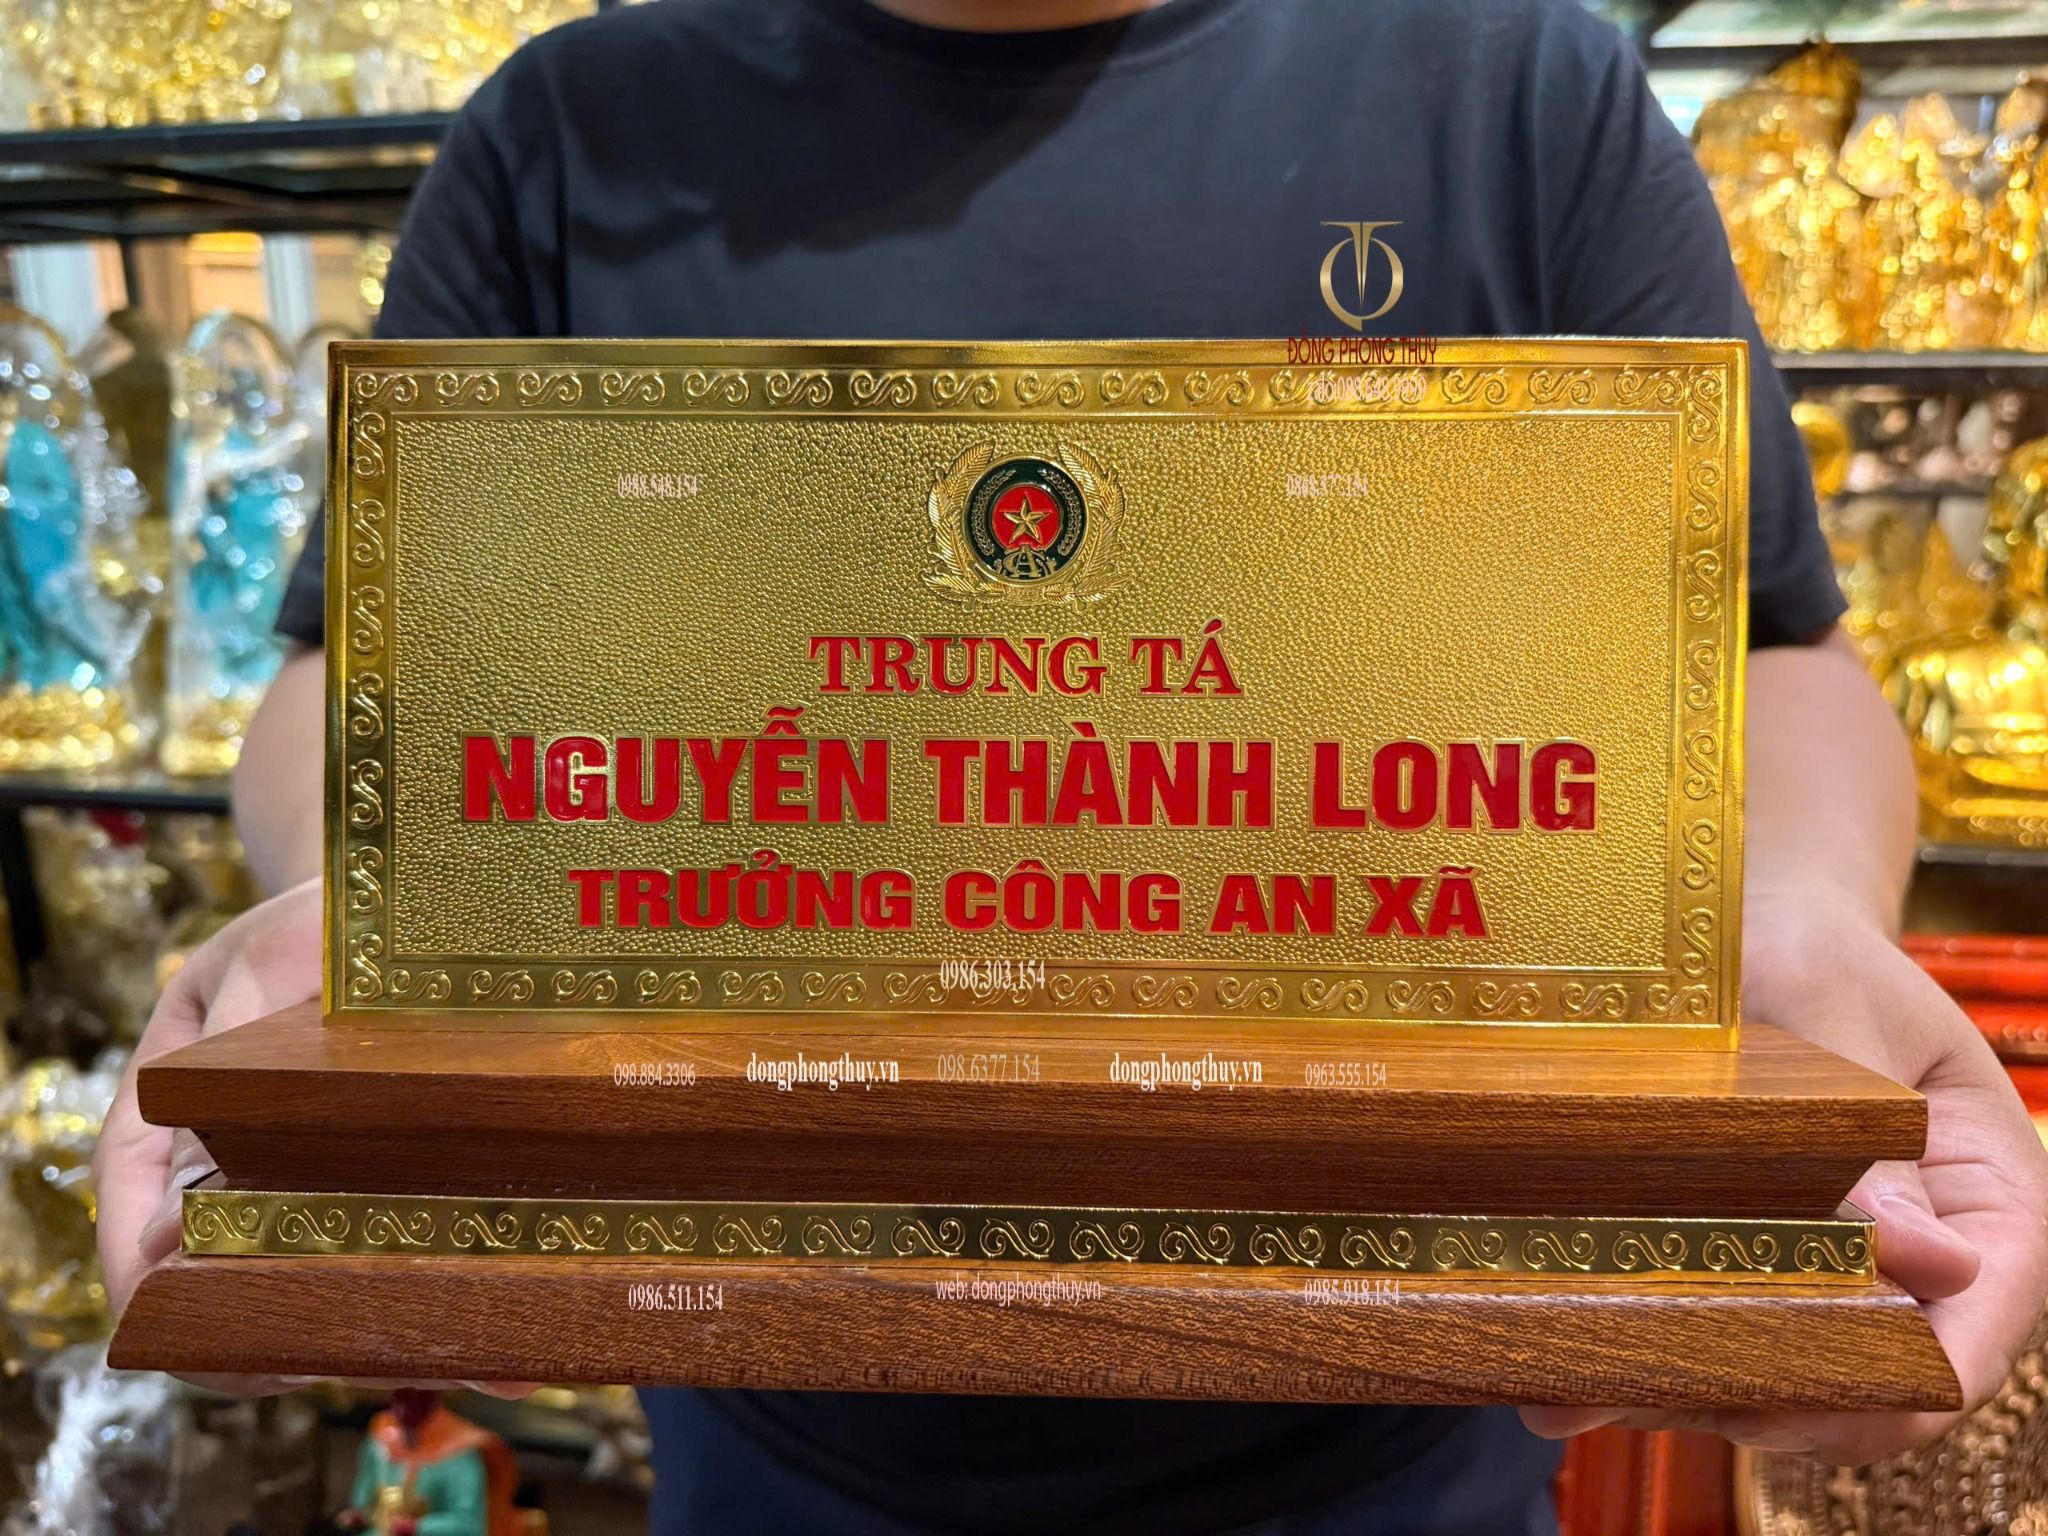 ĐỒNG PHONG THỦY
0988.548.154
0868.377.154
TRUNG TÁ
NGUYỄN THÀNH LONG
TRƯỞNG CÔNG AN XÃ
0986.303.154
098.884.3306
dongphongthuy.vn
098.6377.154
dongphongthuy.vn
0963.555.154
0986.511.154
web: dongphongthuy.vn
0985.918.154